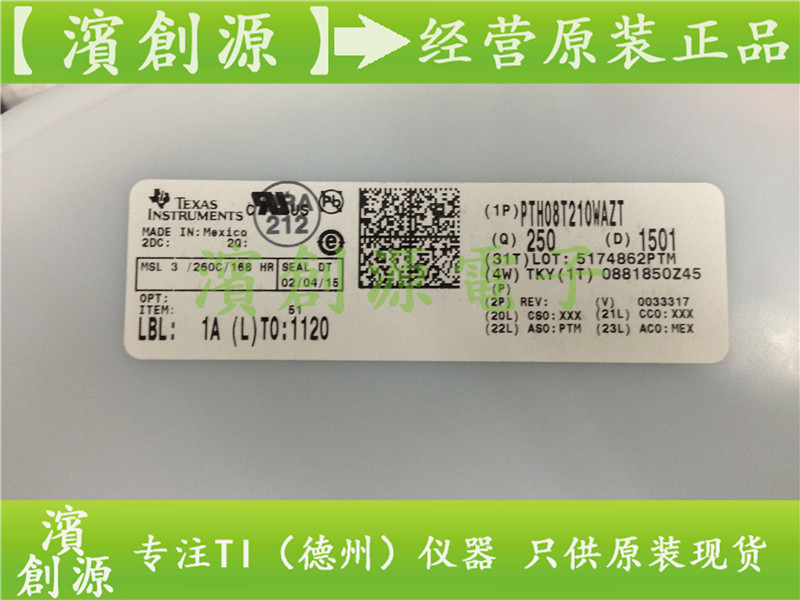 【濱創源】 经营原装正品
TEXAS
INSTRUMENTS
MADE IN: Mexico
2DC: 2Q:
MSL 3 /260C/168 HR SEAL DT
02/04/15
OPT:
ITEM: 51
LBL: 1A (L)TO:1120
RA
212
Pb
e
(1P) PTH08T210WAZT
(Q) 250 (D) 1501
(31T)LOT: 5174862PTM
(4W) TKY(1T) 0881850Z45
(P)
(2P) REV: (V) 0033317
(20L) CSO:XXX (21L) CCO:XXX
(22L) ASO:PTM (23L) ACO:MEX
濱創源電子
濱
創源
专注TI（德州）仪器 只供原装现货